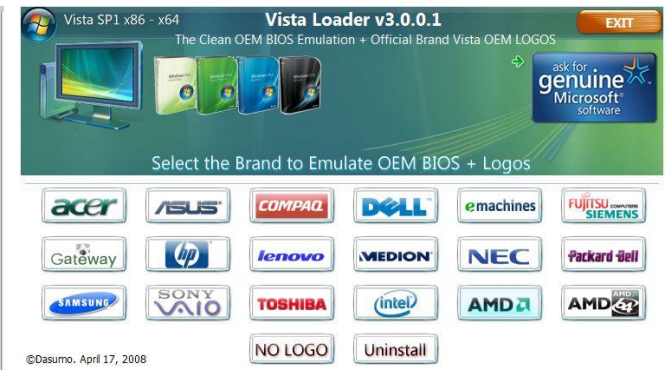 Vista SP1 x86 - x64
Vista Loader v3.0.0.1
EXIT
The Clean OEM BIOS Emulation + Official Brand Vista OEM LOGOS
ask for
genuine
Microsoft®
software
Select the Brand to Emulate OEM BIOS + Logos
acer
ASUS
COMPAQ
DELL
emachines
FUJITSU COMPUTERS
SIEMENS
Gateway
hp
lenovo
MEDION
NEC
Packard Bell
SAMSUNG
SONY
VAIO
TOSHIBA
intel
AMD
AMD 64
NO LOGO
Uninstall
©Dasumo. April 17, 2008